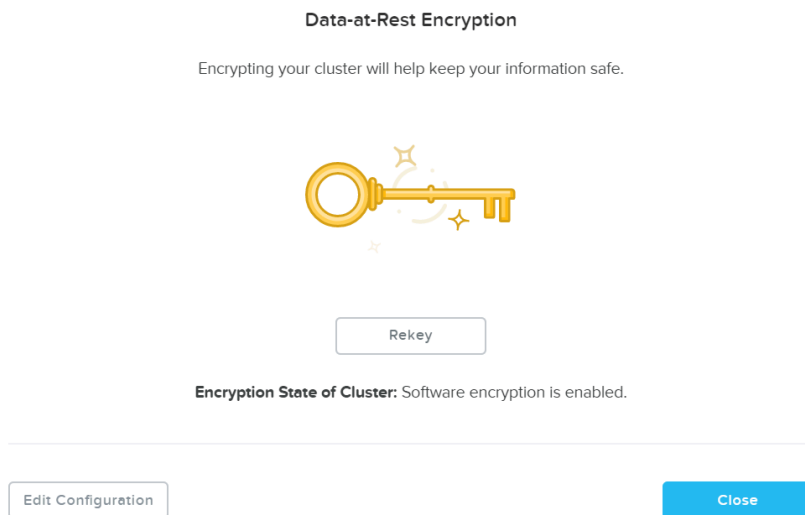 Data-at-Rest Encryption
Encrypting your cluster will help keep your information safe.
Rekey
Encryption State of Cluster: Software encryption is enabled.
Edit Configuration
Close